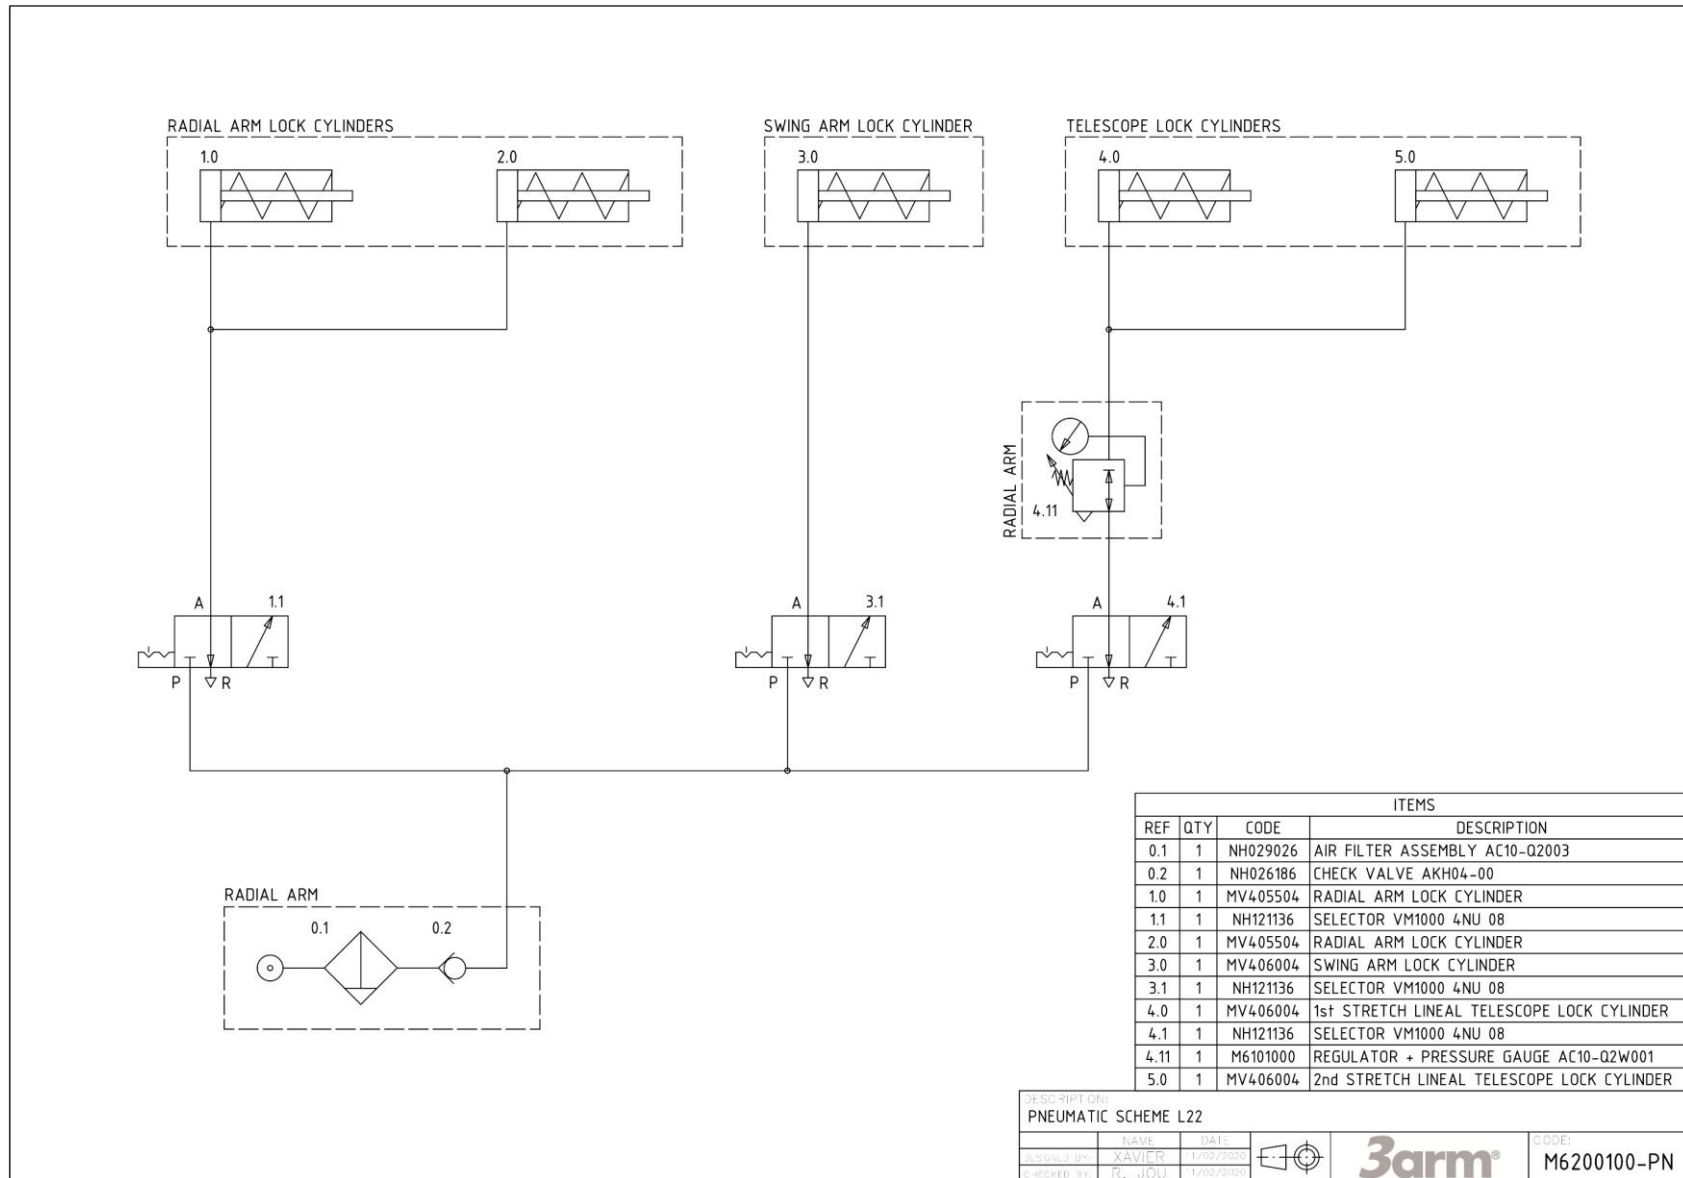 RADIAL ARM LOCK CYLINDERS
1.0
2.0
SWING ARM LOCK CYLINDER
3.0
TELESCOPE LOCK CYLINDERS
4.0
5.0
RADIAL ARM
4.11
A
1.1
P
R
A
3.1
P
R
A
4.1
P
R
RADIAL ARM
0.1
0.2
ITEMS
REF QTY CODE DESCRIPTION
0.1 1 NH029026 AIR FILTER ASSEMBLY AC10-Q2003
0.2 1 NH026186 CHECK VALVE AKH04-00
1.0 1 MV405504 RADIAL ARM LOCK CYLINDER
1.1 1 NH121136 SELECTOR VM1000 4NU 08
2.0 1 MV405504 RADIAL ARM LOCK CYLINDER
3.0 1 MV406004 SWING ARM LOCK CYLINDER
3.1 1 NH121136 SELECTOR VM1000 4NU 08
4.0 1 MV406004 1st STRETCH LINEAL TELESCOPE LOCK CYLINDER
4.1 1 NH121136 SELECTOR VM1000 4NU 08
4.11 1 M6101000 REGULATOR + PRESSURE GAUGE AC10-Q2W001
5.0 1 MV406004 2nd STRETCH LINEAL TELESCOPE LOCK CYLINDER
DESCRIPTION:
PNEUMATIC SCHEME L22
NAME DATE
DESIGNED BY: XAVIER 1/02/2020
CHECKED BY: R. JOU 1/02/2020
3arm®
CODE:
M6200100-PN